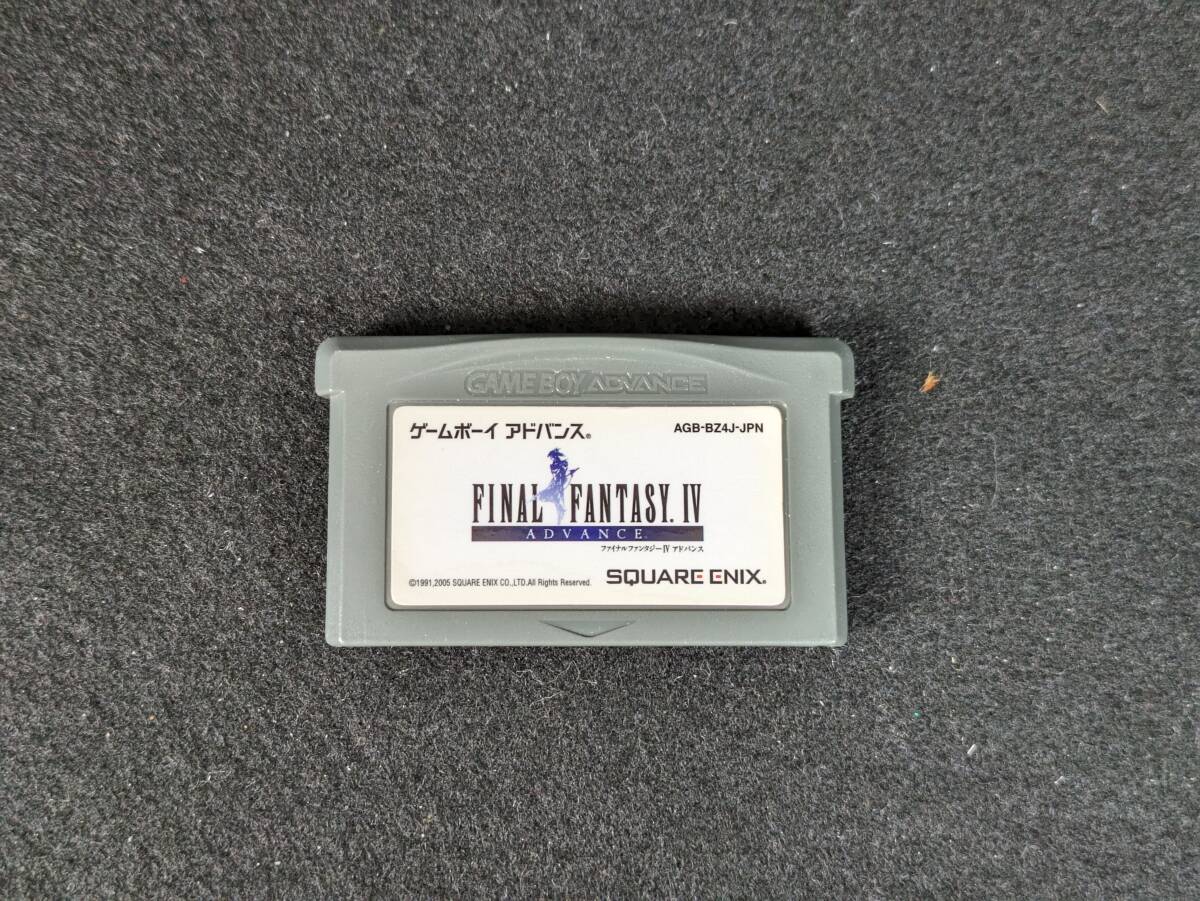 GAME BOY ADVANCE
ゲームボーイ アドバンス® AGB-BZ4J-JPN
FINAL FANTASY. IV
ADVANCE
ファイナルファンタジーIV アドバンス
©1991,2005 SQUARE ENIX CO.,LTD.All Rights Reserved. SQUARE ENIX®